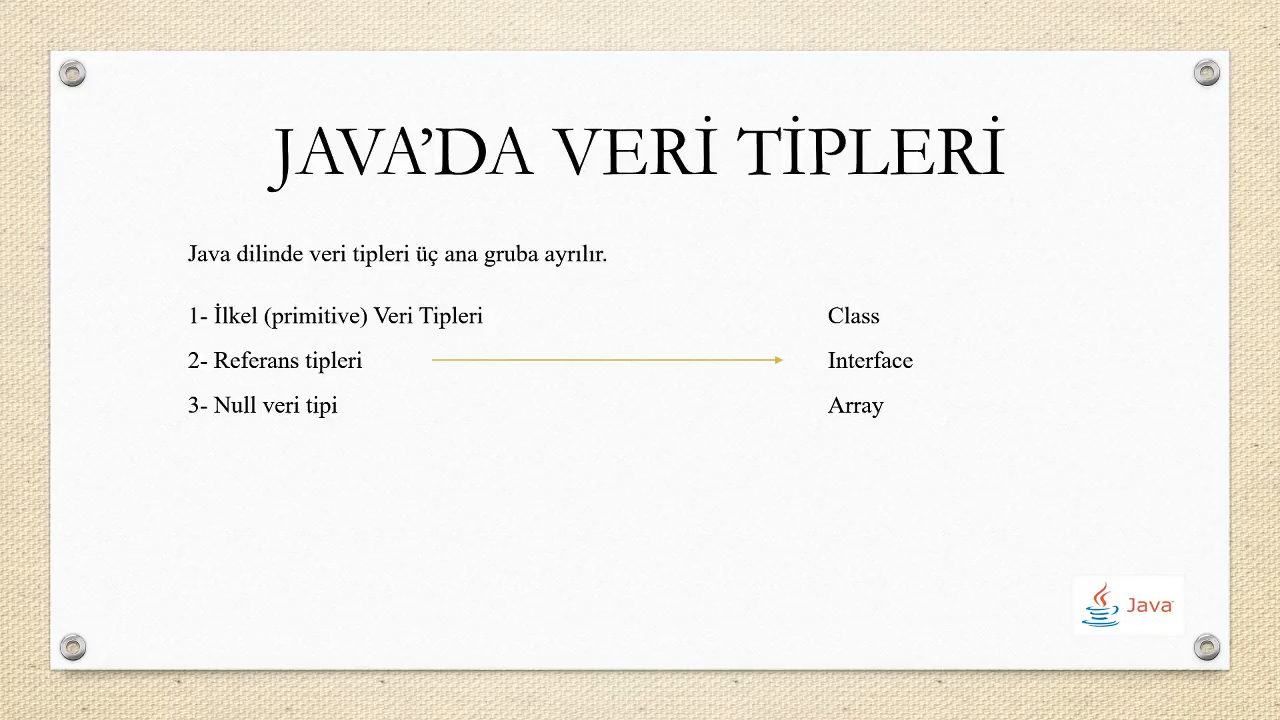 JAVA’DA VERİ TİPLERİ
Java dilinde veri tipleri üç ana gruba ayrılır.
1- İlkel (primitive) Veri Tipleri
2- Referans tipleri
3- Null veri tipi
Class
Interface
Array
Java